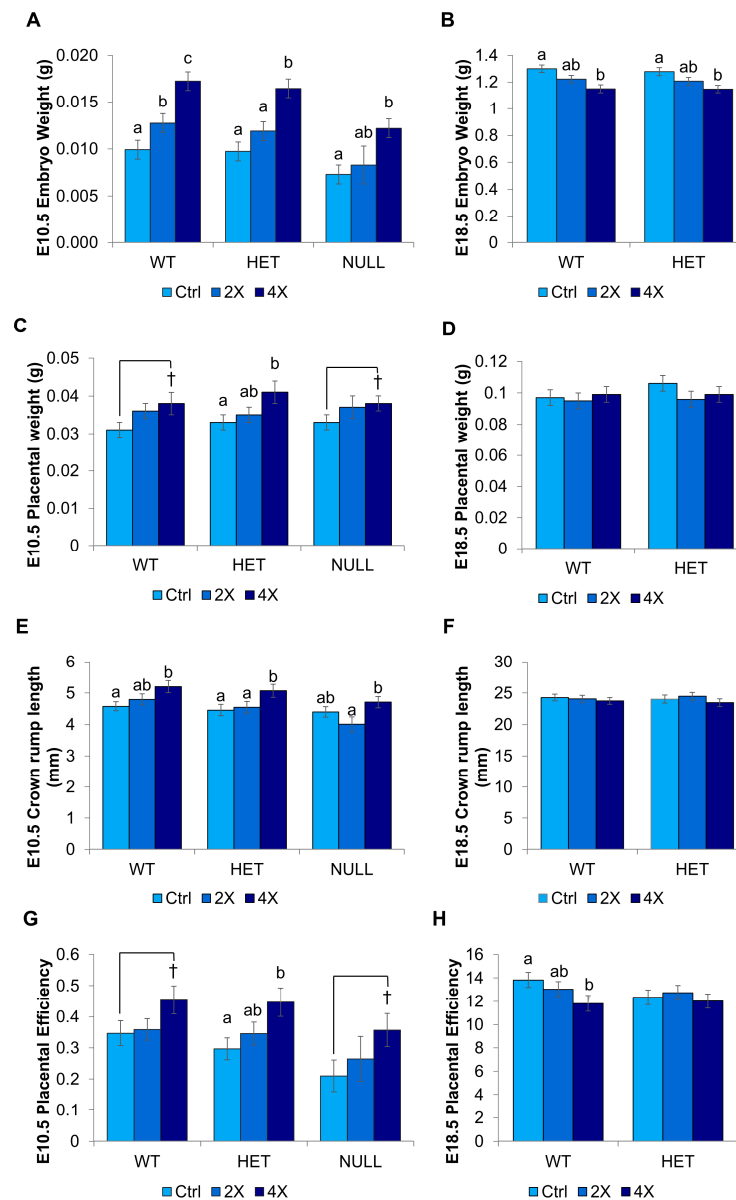 A
E10.5 Embryo Weight (g)
0.020
0.015
0.010
0.005
0.000
a b c
a a b
a ab b
WT HET NULL
Ctrl 2X 4X
B
E18.5 Embryo Weight (g)
1.4
1.2
1
0.8
0.6
0.4
0.2
0
a ab b
a ab b
WT HET
Ctrl 2X 4X
C
E10.5 Placental weight (g)
0.05
0.04
0.03
0.02
0.01
0
†
a ab b
†
WT HET NULL
Ctrl 2X 4X
D
E18.5 Placental weight (g)
0.12
0.1
0.08
0.06
0.04
0.02
0
WT HET
Ctrl 2X 4X
E
E10.5 Crown rump length
(mm)
6
5
4
3
2
1
0
a ab b
a a b
ab a b
WT HET NULL
Ctrl 2X 4X
F
E18.5 Crown rump length
(mm)
30
25
20
15
10
5
0
WT HET
Ctrl 2X 4X
G
E10.5 Placental Efficiency
0.6
0.5
0.4
0.3
0.2
0.1
0
†
a ab b
†
WT HET NULL
Ctrl 2X 4X
H
E18.5 Placental Efficiency
16
14
12
10
8
6
4
2
0
a ab b
WT HET
Ctrl 2X 4X